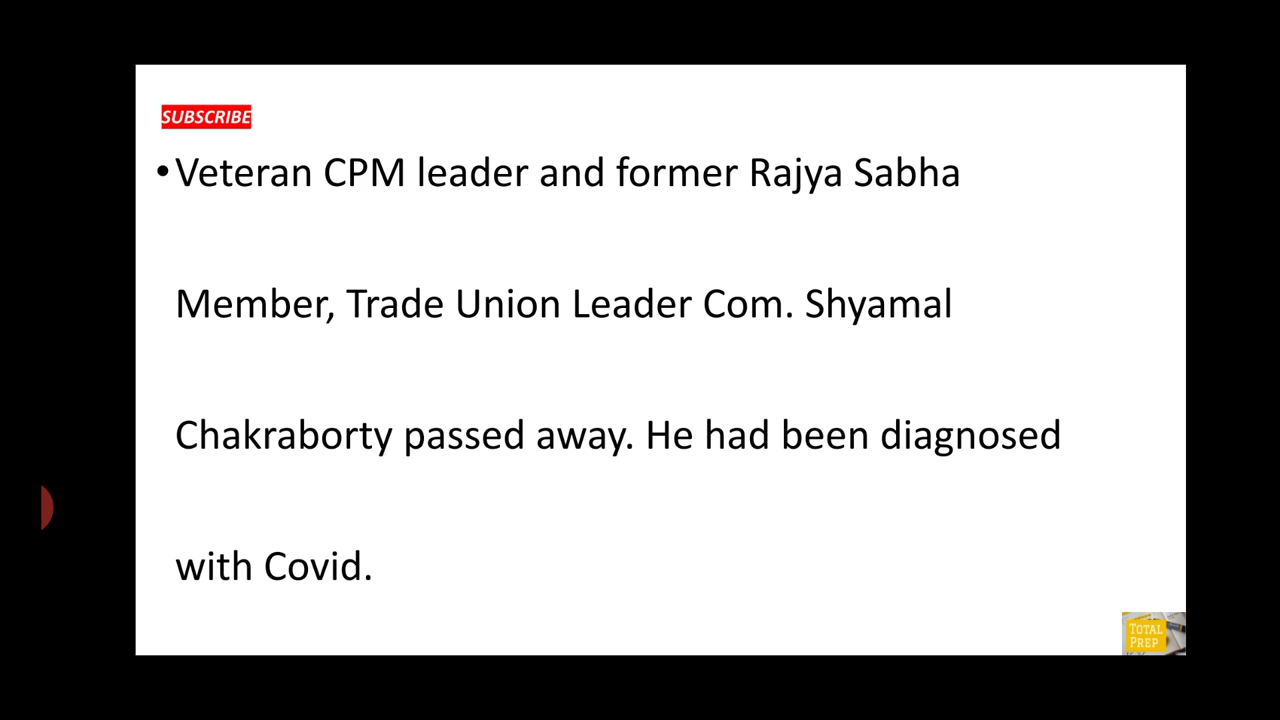 SUBSCRIBE
•Veteran CPM leader and former Rajya Sabha
Member, Trade Union Leader Com. Shyamal
Chakraborty passed away. He had been diagnosed
with Covid.
TOTAL
PREP